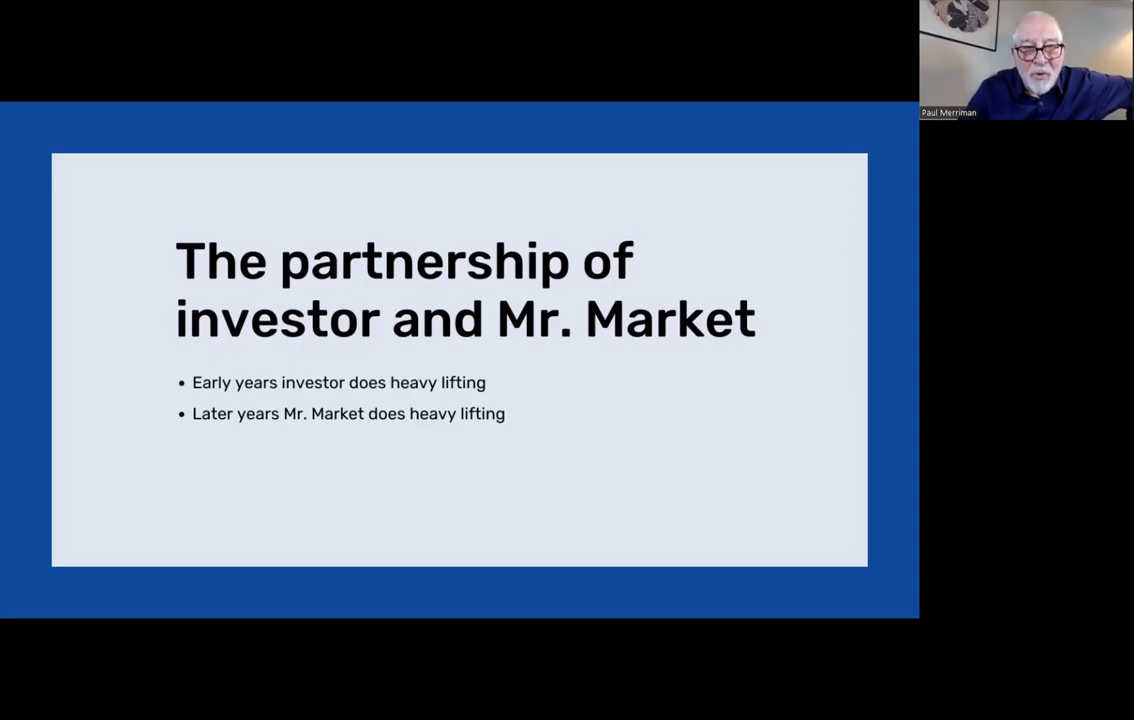 Paul Merriman
The partnership of
investor and Mr. Market
• Early years investor does heavy lifting
• Later years Mr. Market does heavy lifting